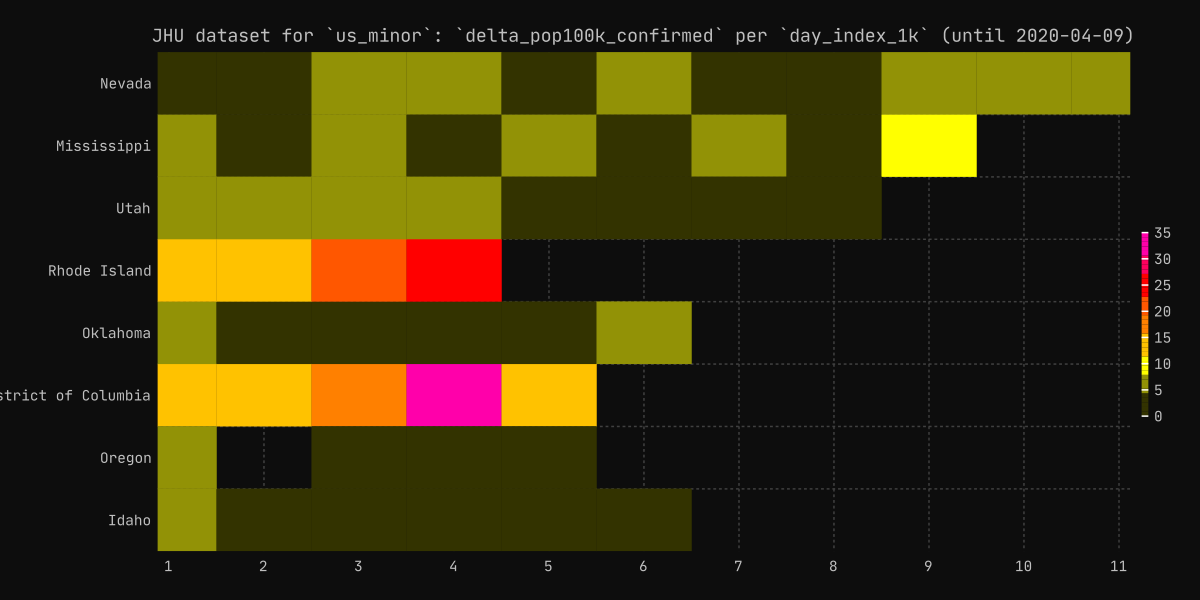 JHU dataset for `us_minor`: `delta_pop100k_confirmed` per `day_index_1k` (until 2020-04-09)
Nevada
Mississippi
Utah
Rhode Island
Oklahoma
strict of Columbia
Oregon
Idaho
1 2 3 4 5 6 7 8 9 10 11
35
30
25
20
15
10
5
0